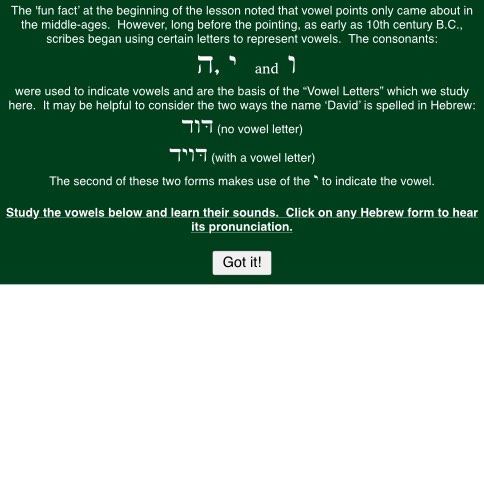 The 'fun fact' at the beginning of the lesson noted that vowel points only came about in
the middle-ages. However, long before the pointing, as early as 10th century B.C.,
scribes began using certain letters to represent vowels. The consonants:
ה, י and ו
were used to indicate vowels and are the basis of the “Vowel Letters” which we study
here. It may be helpful to consider the two ways the name ‘David’ is spelled in Hebrew:
דּוד (no vowel letter)
דּויד (with a vowel letter)
The second of these two forms makes use of the י to indicate the vowel.
Study the vowels below and learn their sounds. Click on any Hebrew form to hear
its pronunciation.
Got it!